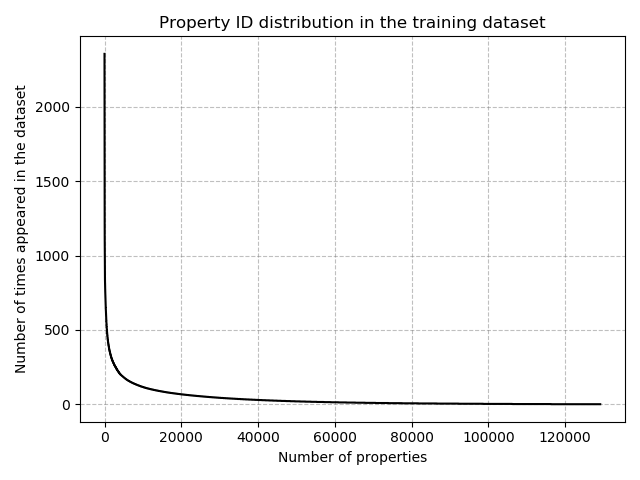 Property ID distribution in the training dataset
Number of times appeared in the dataset
2000
1500
1000
500
0
0 20000 40000 60000 80000 100000 120000
Number of properties